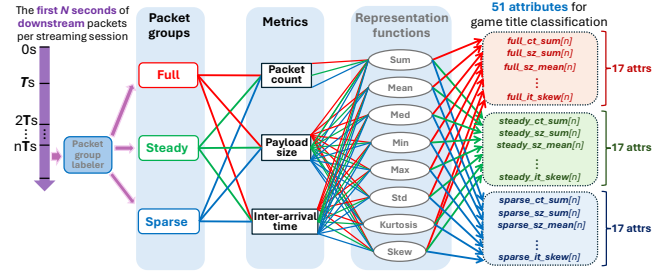 The first N seconds of
downstream packets
per streaming session
0s
Ts
2Ts
nTs
Packet
group
labeler
Packet
groups
Full
Steady
Sparse
Metrics
Packet
count
Payload
size
Inter-arrival
time
Representation
functions
Sum
Mean
Med
Min
Max
Std
Kurtosis
Skew
51 attributes for
game title classification
full_ct_sum[n]
full_sz_sum[n]
full_sz_mean[n]
⋮
full_it_skew[n]
17 attrs
steady_ct_sum[n]
steady_sz_sum[n]
steady_sz_mean[n]
⋮
steady_it_skew[n]
17 attrs
sparse_ct_sum[n]
sparse_sz_sum[n]
sparse_sz_mean[n]
⋮
sparse_it_skew[n]
17 attrs